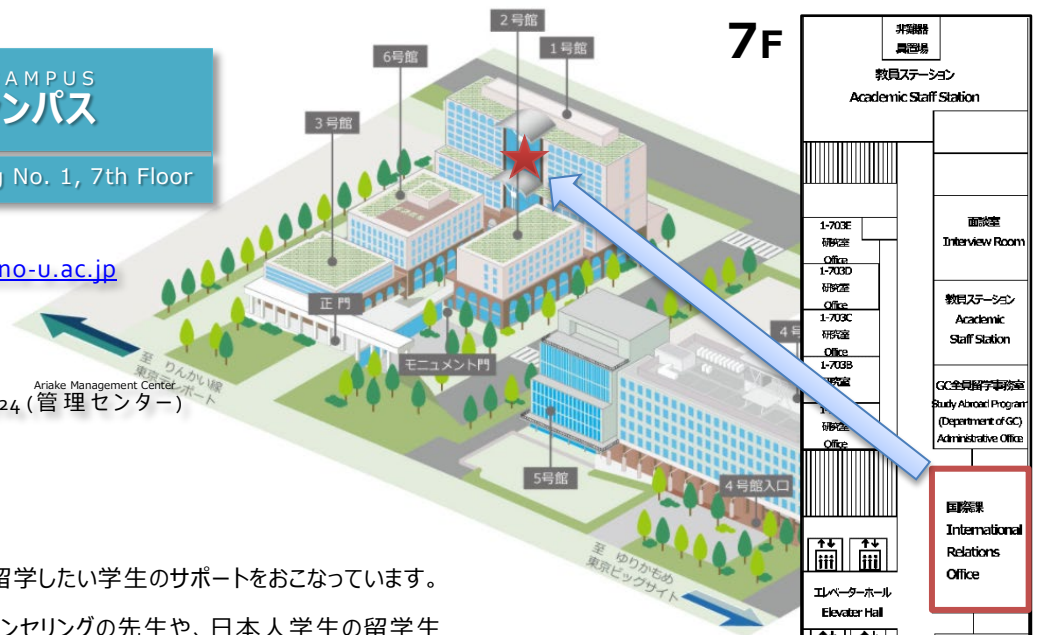 AMPUS
ンパス
No. 1, 7th Floor
no-u.ac.jp
Ariake Management Center
24 (管理センター)
2号館
1号館
6号館
3号館
正門
モニュメント門
至 りんかい線
東京テレポート
5号館
4号館入口
至 ゆりかもめ
東京ビッグサイト
留学したい学生のサポートをおこなっています。
ンセリングの先生や、日本人学生の留学生
7F
非難器
具置場
教員ステーション
Academic Staff Station
1-703E
研究室
Office
1-703D
研究室
Office
1-703C
研究室
Office
1-703B
研究室
研究室
Office
面談室
Interview Room
教員ステーション
Academic
Staff Station
GC全員留学事務室
Study Abroad Program
(Department of GC)
Administrative Office
国際課
International
Relations
Office
エレベーターホール
Elevater Hall